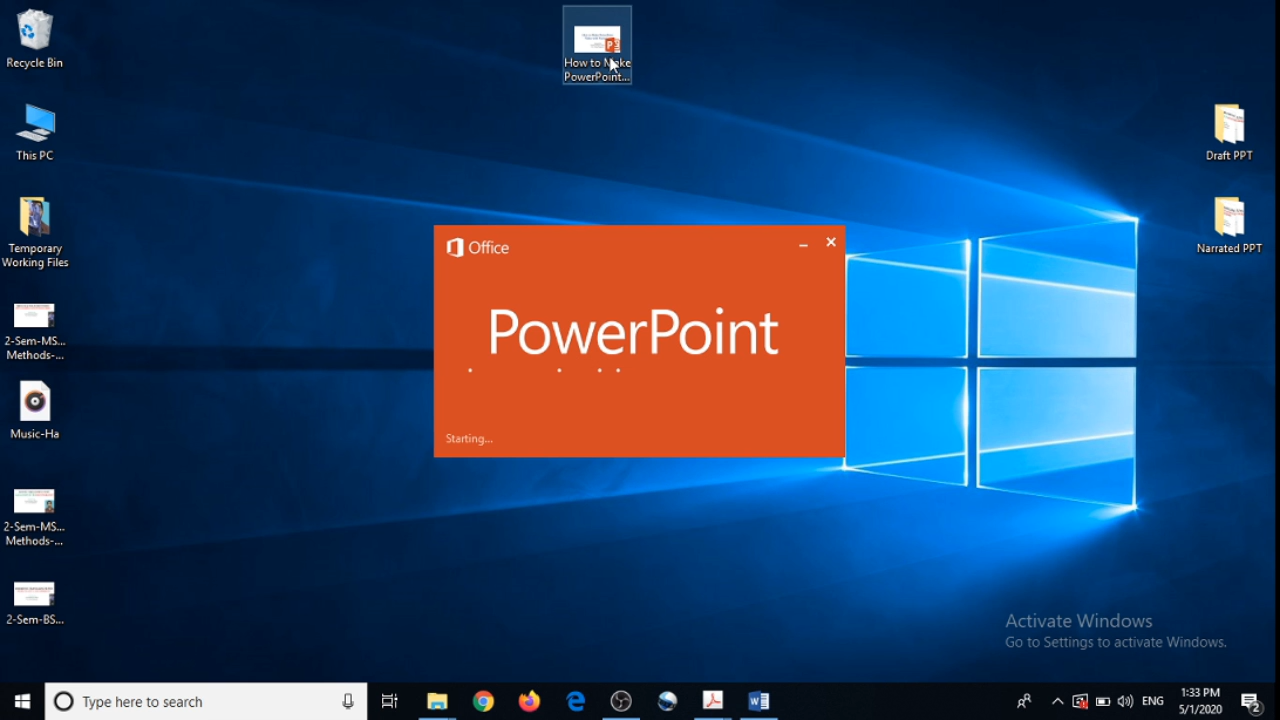 Recycle Bin
This PC
Temporary
Working Files
2-Sem-MS...
Methods-...
Music-Ha
2-Sem-MS...
Methods-...
2-Sem-BS...
How to Make
PowerPoint...
Draft PPT
Narrated PPT
Office
PowerPoint
Starting...
Activate Windows
Go to Settings to activate Windows.
Type here to search
ENG
1:33 PM
5/1/2020
2